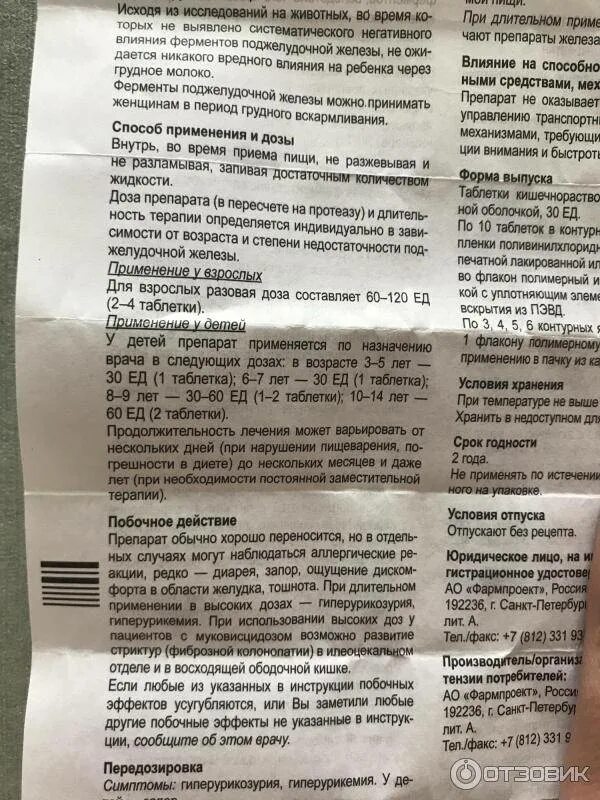 Исходя из исследований на животных, во время ко-
торых не выявлено систематического негативного
влияния ферментов поджелудочной железы, не ожи-
дается никакого вредного влияния на ребенка через
грудное молоко.
Ферменты поджелудочной железы можно принимать
женщинам в период грудного вскармливания.
Способ применения и дозы
Внутрь, во время приема пищи, не разжевывая и
не разламывая, запивая достаточным количеством
жидкости.
Доза препарата (в пересчете на протеазу) и длитель-
ность терапии определяется индивидуально в зави-
симости от возраста и степени недостаточности под-
желудочной железы.
Применение у взрослых
Для взрослых разовая доза составляет 60–120 ЕД
(2–4 таблетки).
Применение у детей
У детей препарат применяется по назначению
врача в следующих дозах: в возрасте 3–5 лет —
30 ЕД (1 таблетка); 6–7 лет — 30 ЕД (1 таблетка);
8–9 лет — 30–60 ЕД (1–2 таблетки); 10–14 лет —
60 ЕД (2 таблетки).
Продолжительность лечения может варьировать от
нескольких дней (при нарушении пищеварения, по-
грешности в диете) до нескольких месяцев и даже
лет (при необходимости постоянной заместительной
терапии).
Побочное действие
Препарат обычно хорошо переносится, но в отдель-
ных случаях могут наблюдаться аллергические ре-
акции, редко — диарея, запор, ощущение диском-
форта в области желудка, тошнота. При длительном
применении в высоких дозах — гиперурикозурия,
гиперурикемия. При использовании высоких доз у
пациентов с муковисцидозом возможно развитие
стриктур (фиброзной колонопатии) в илеоцекальном
отделе и в восходящей ободочной кишке.
Если любые из указанных в инструкции побочных
эффектов усугубляются, или Вы заметили любые
другие побочные эффекты не указанные в инструк-
ции, сообщите об этом врачу.
Передозировка
Симптомы: гиперурикозурия, гиперурикемия. У де-
пищи.
При длительном приме
чают препараты железа
Влияние на способно
ными средствами, мех
Препарат не оказывает
управлению транспортн
механизмами, требующи
ции внимания и быстроты
Форма выпуска
Таблетки кишечнораство
ной оболочкой, 30 ЕД.
По 10 таблеток в контурн
пленки поливинилхлоридн
печатной лакированной ил
во флакон полимерный и
кой с уплотняющим элеме
вскрытия из ПЭВД.
По 3, 4, 5, 6 контурных я
1 флакону полимерному
применению в пачку из ка
Условия хранения
При температуре не выше
Хранить в недоступном для
Срок годности
2 года.
Не применять по истечени
ного на упаковке.
Условия отпуска
Отпускают без рецепта.
Юридическое лицо, на и
гистрационное удостове
АО «Фармпроект», Россия
192236, г. Санкт-Петербу
лит. А.
Тел./факс: +7 (812) 331 93
Производитель/организа
тензии потребителей:
АО «Фармпроект», Росси
192236, г. Санкт-Петербу
лит. А.
Тел./факс: +7 (812) 331 9
ОТЗОВИК